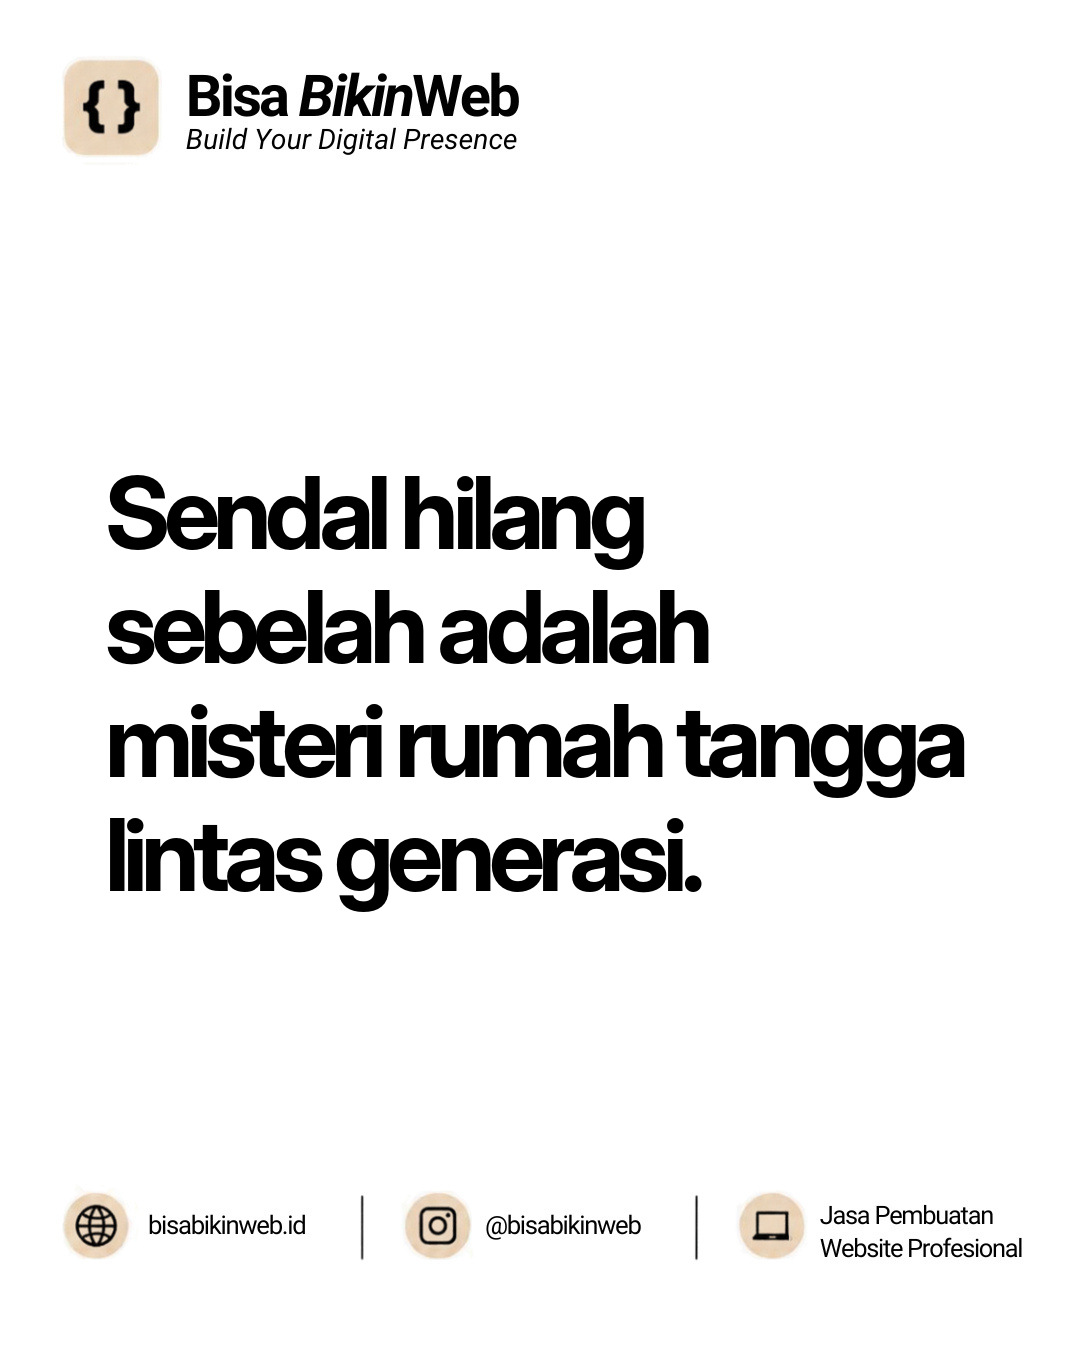 { }
Bisa BikinWeb
Build Your Digital Presence
Sendal hilang
sebelah adalah
misteri rumah tangga
lintas generasi.
bisabikinweb.id
@bisabikinweb
Jasa Pembuatan
Website Profesional